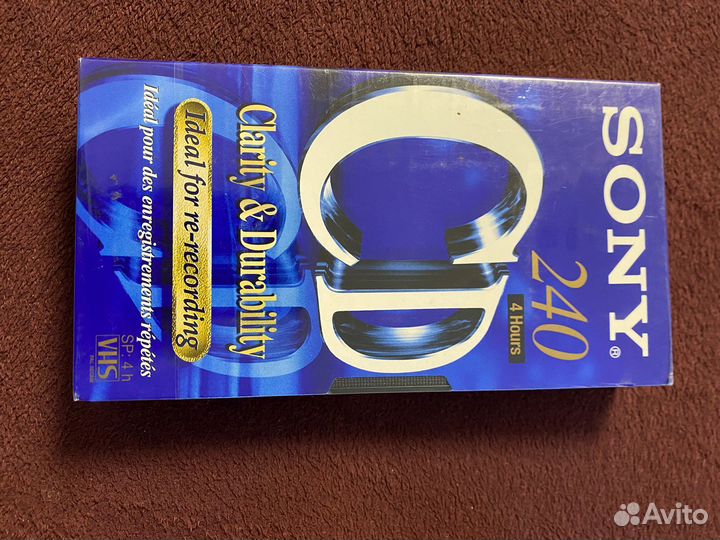 SONY®
240
4 Hours
CD
Clarity & Durability
Ideal for re-recording
Idéal pour des enregistrements répétés
SP: 4h
VHS
Avito